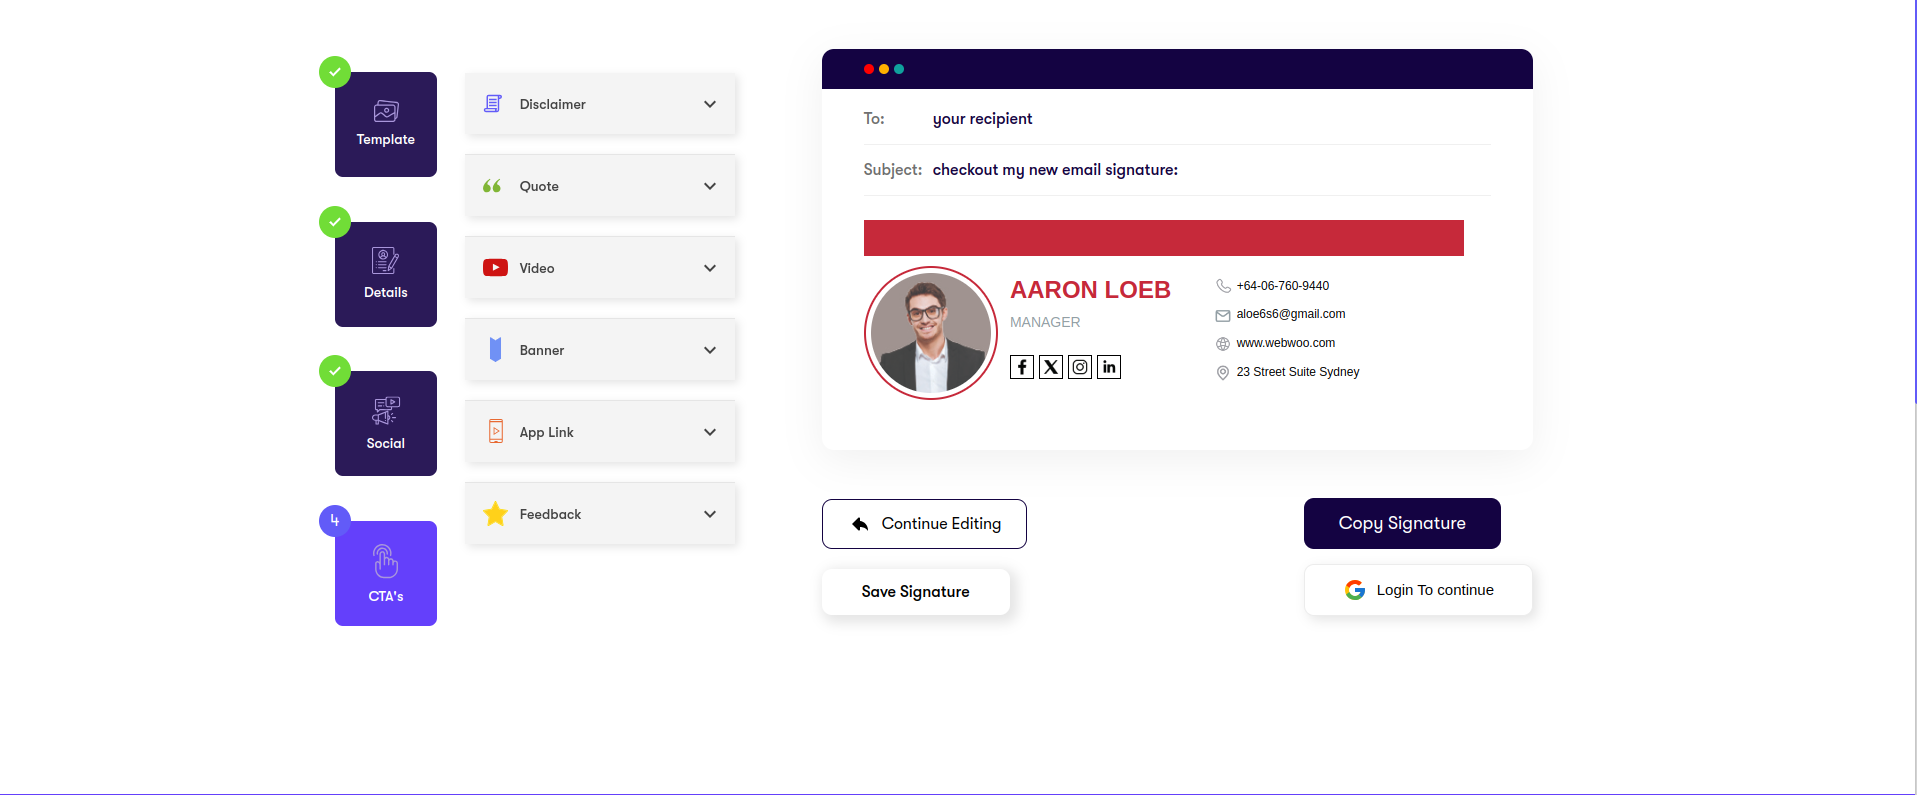 Template
Details
Social
4
CTA's
Disclaimer
Quote
Video
Banner
App Link
Feedback
To: your recipient
Subject: checkout my new email signature:
AARON LOEB
MANAGER
+64-06-760-9440
aloe6s6@gmail.com
www.webwoo.com
23 Street Suite Sydney
Continue Editing
Copy Signature
Save Signature
Login To continue